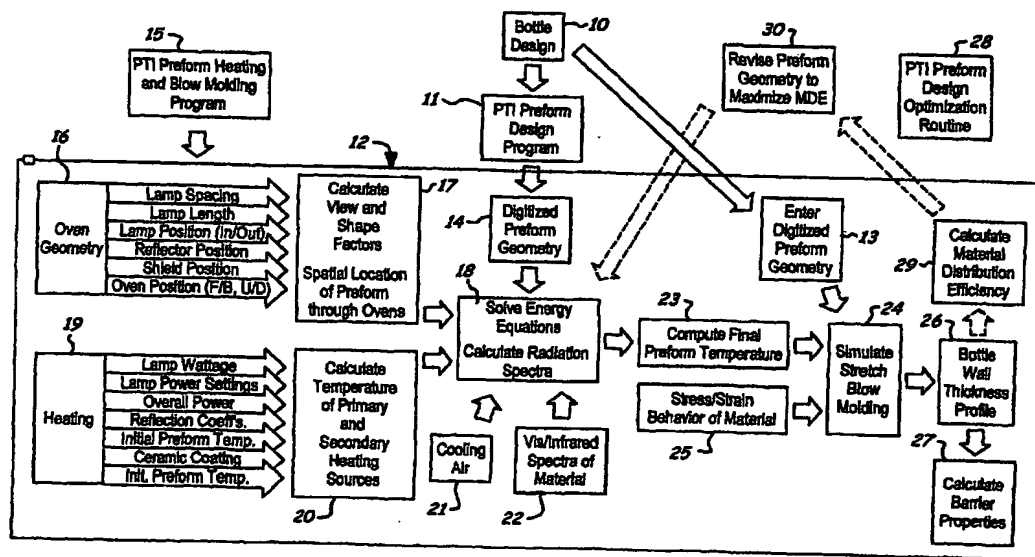 15
PTI Preform Heating
and Blow Molding
Program
10
Bottle
Design
11
PTI Preform
Design
Program
30
Revise Preform
Geometry to
Maximize MDE
28
PTI Preform
Design
Optimization
Routine
12
16
Oven
Geometry
Lamp Spacing
Lamp Length
Lamp Position (In/Out)
Reflector Position
Shield Position
Oven Position (F/B, U/D)
17
Calculate
View and
Shape
Factors
Spatial Location
of Preform
through Ovens
14
Digitized
Preform
Geometry
Enter
Digitized
Preform
Geometry
13
29
Calculate
Material
Distribution
Efficiency
18
Solve Energy
Equations
Calculate Radiation
Spectra
23
Compute Final
Preform Temperature
24
Simulate
Stretch
Blow
Molding
26
Bottle
Wall
Thickness
Profile
19
Heating
Lamp Wattage
Lamp Power Settings
Overall Power
Reflection Coeff's.
Initial Preform Temp.
Ceramic Coating
Init. Preform Temp.
Calculate
Temperature
of Primary
and
Secondary
Heating
Sources
20
Cooling
Air
21
Vis/Infrared
Spectra of
Material
22
Stress/Strain
Behavior of Material
25
27
Calculate
Barrier
Properties